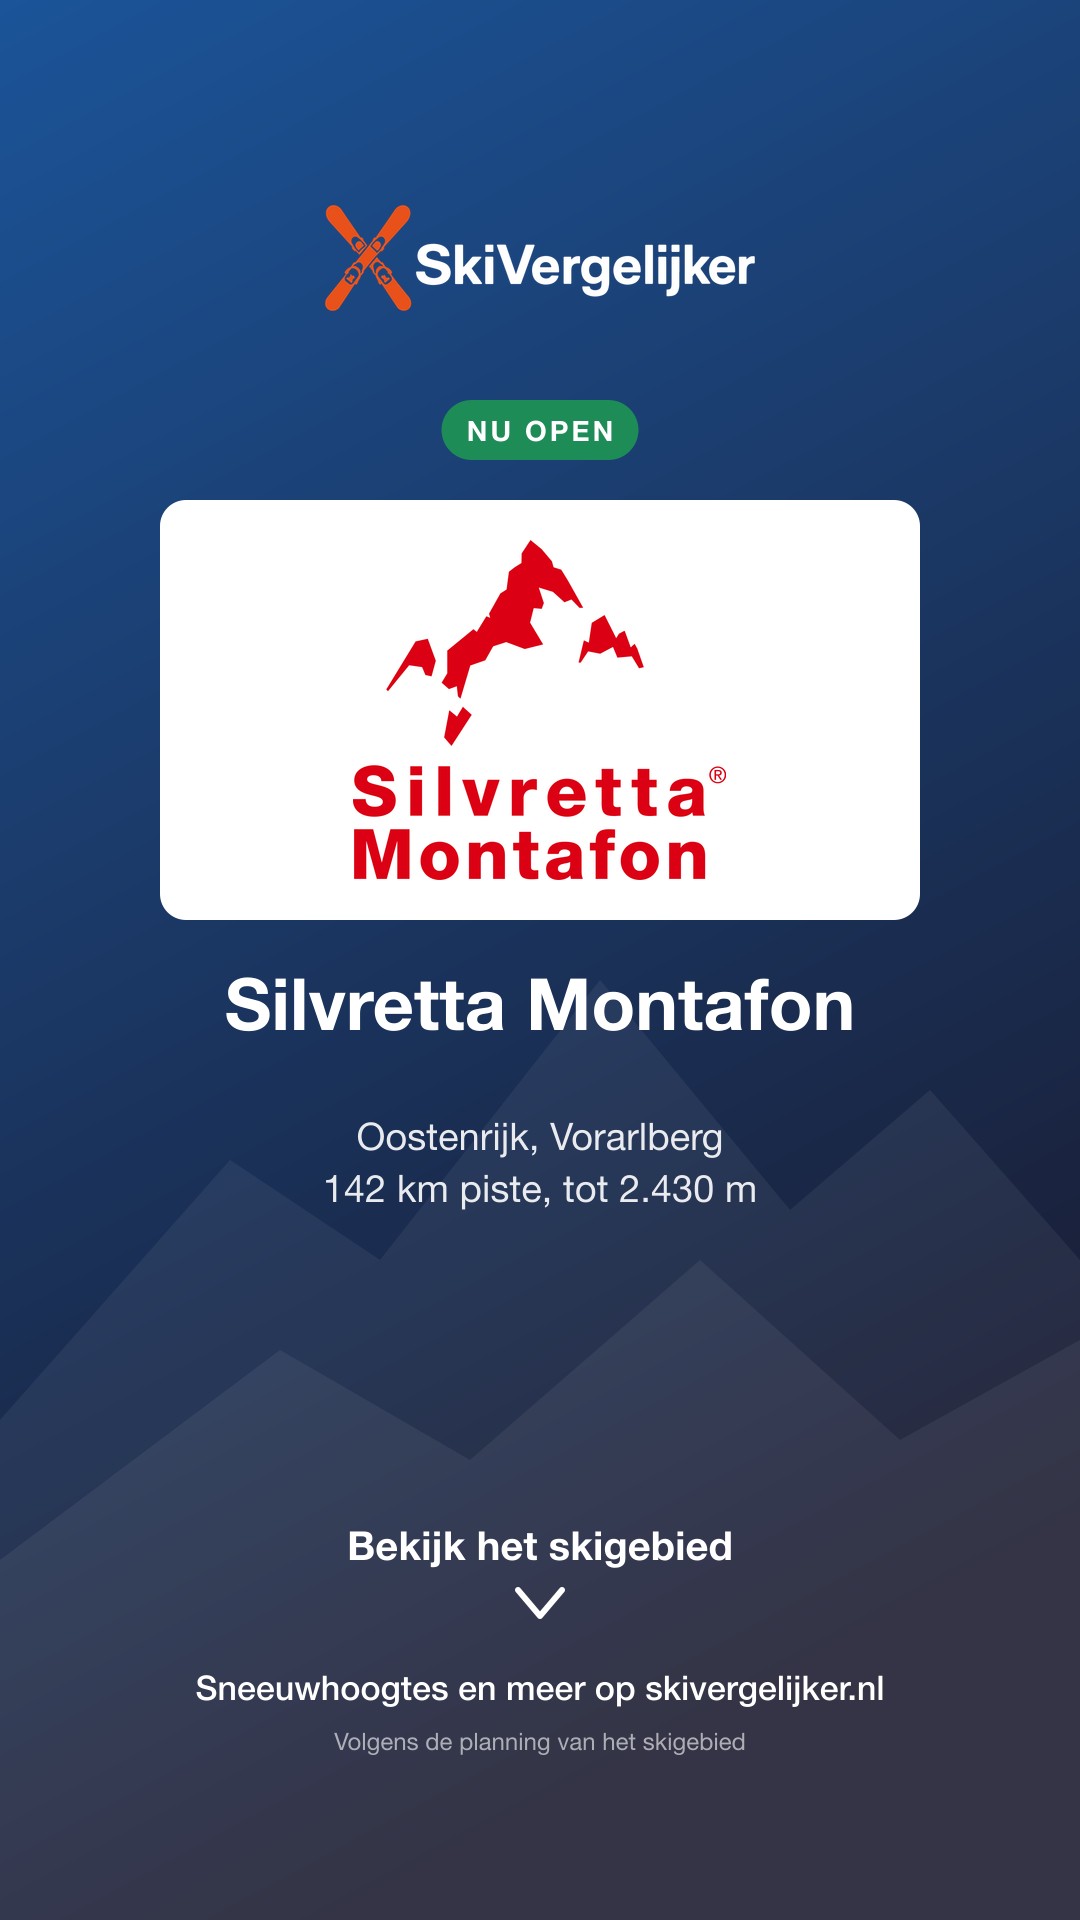 SkiVergelijker
NU OPEN
Silvretta®
Montafon
Silvretta Montafon
Oostenrijk, Vorarlberg
142 km piste, tot 2.430 m
Bekijk het skigebied
Sneeuwhoogtes en meer op skivergelijker.nl
Volgens de planning van het skigebied